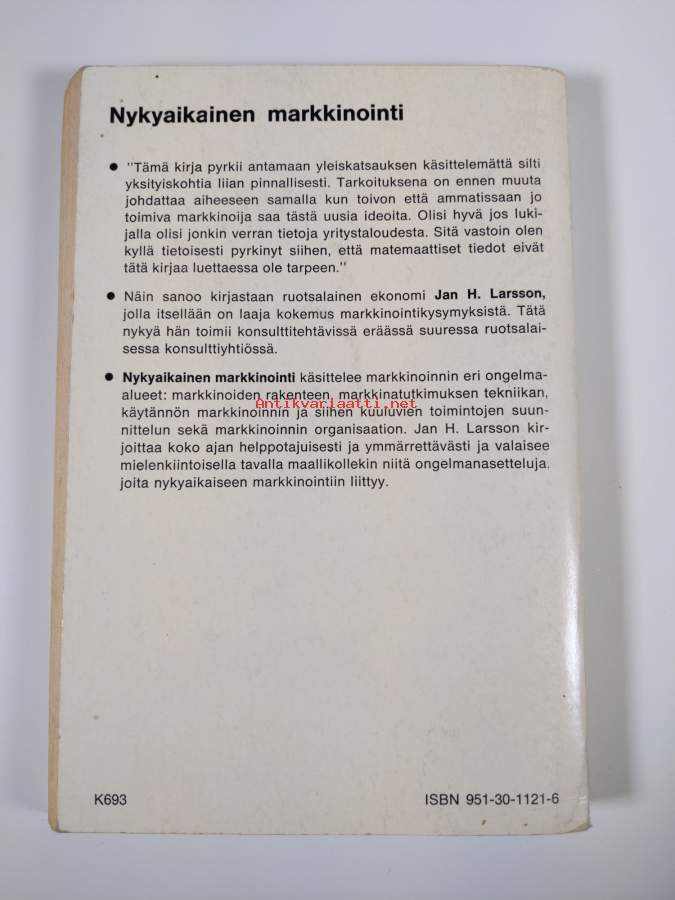 Nykyaikainen markkinointi
● "Tämä kirja pyrkii antamaan yleiskatsauksen käsittelemättä silti
yksityiskohtia liian pinnallisesti. Tarkoituksena on ennen muuta
johdattaa aiheeseen samalla kun toivon että ammatissaan jo
toimiva markkinoija saa tästä uusia ideoita. Olisi hyvä jos luki-
jalla olisi jonkin verran tietoja yritystaloudesta. Sitä vastoin olen
kyllä tietoisesti pyrkinyt siihen, että matemaattiset tiedot eivät
tätä kirjaa luettaessa ole tarpeen."
● Näin sanoo kirjastaan ruotsalainen ekonomi Jan H. Larsson,
jolla itsellään on laaja kokemus markkinointikysymyksistä. Tätä
nykyä hän toimii konsulttitehtävissä eräässä suuressa ruotsalai-
sessa konsulttiyhtiössä.
● Nykyaikainen markkinointi käsittelee markkinoinnin eri ongelma-
alueet: markkinoiden rakenteen, markkinatutkimuksen tekniikan,
Antikvariaatti.net
käytännön markkinoinnin ja siihen kuuluvien toimintojen suun-
nittelun sekä markkinoinnin organisaation. Jan H. Larsson kir-
joittaa koko ajan helppotajuisesti ja ymmärrettävästi ja valaisee
mielenkiintoisella tavalla maallikollekin niitä ongelmanasetteluja,
joita nykyaikaiseen markkinointiin liittyy.
K693
ISBN 951-30-1121-6